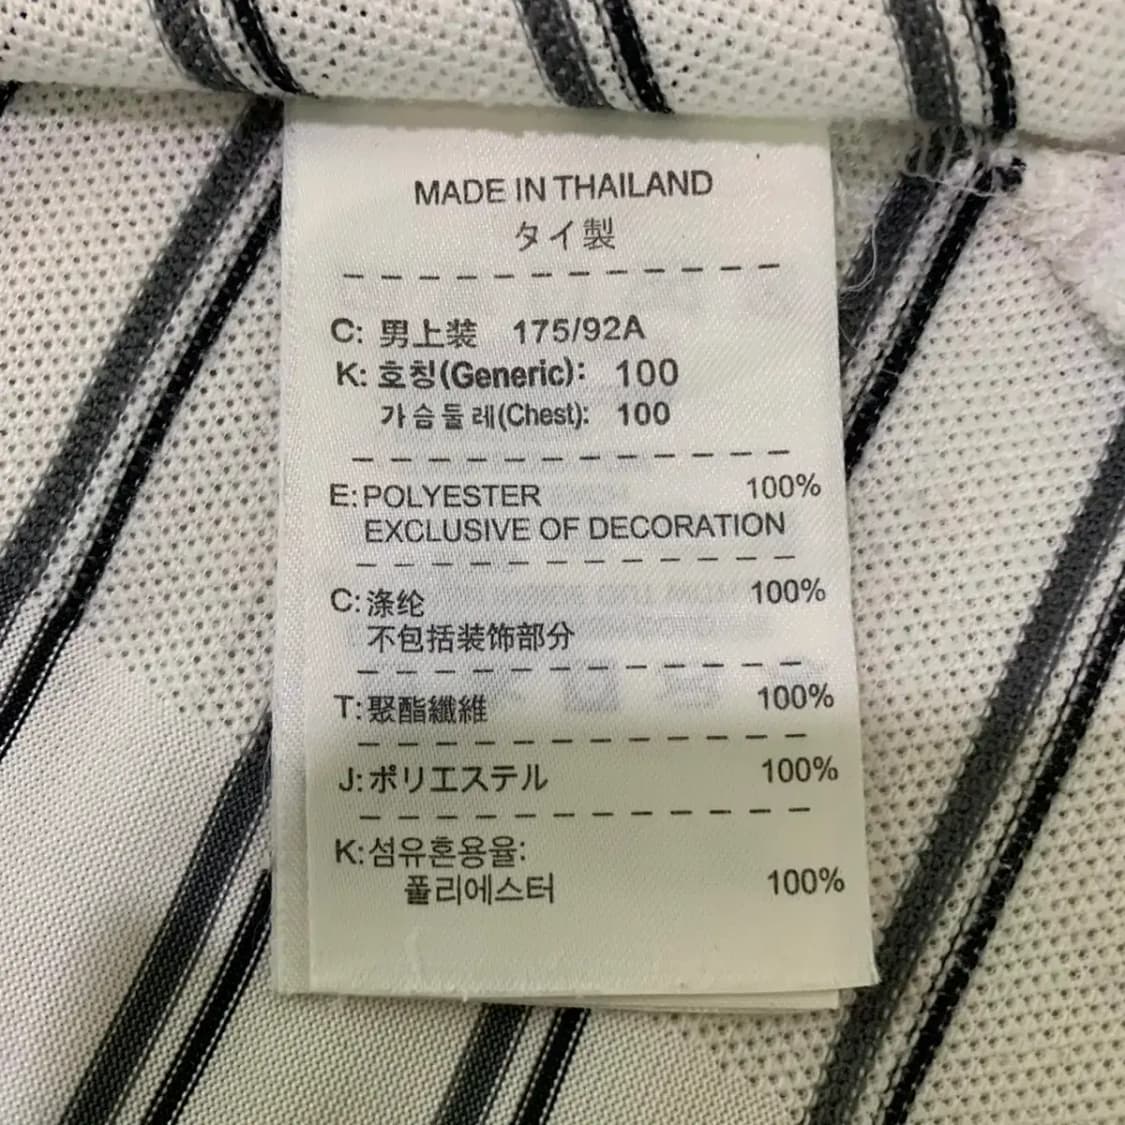 MADE IN THAILAND
タイ製
C: 男上装 175/92A
K: 호칭(Generic): 100
가슴둘레(Chest): 100
E: POLYESTER 100%
EXCLUSIVE OF DECORATION
C: 涤纶 100%
不包括装饰部分
T: 聚酯纖維 100%
J: ポリエステル 100%
K: 섬유혼용율:
폴리에스터 100%